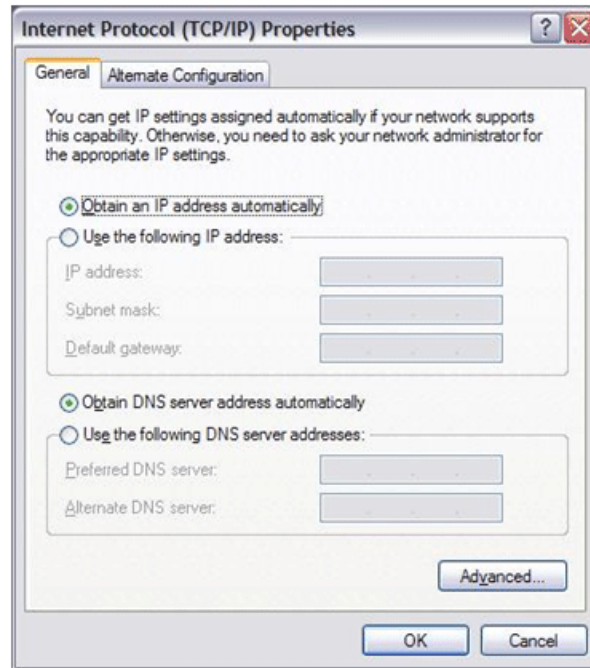 Internet Protocol (TCP/IP) Properties
General
Alternate Configuration
You can get IP settings assigned automatically if your network supports
this capability. Otherwise, you need to ask your network administrator for
the appropriate IP settings.
Obtain an IP address automatically
Use the following IP address:
IP address:
Subnet mask:
Default gateway:
Obtain DNS server address automatically
Use the following DNS server addresses:
Preferred DNS server:
Alternate DNS server:
Advanced...
OK
Cancel